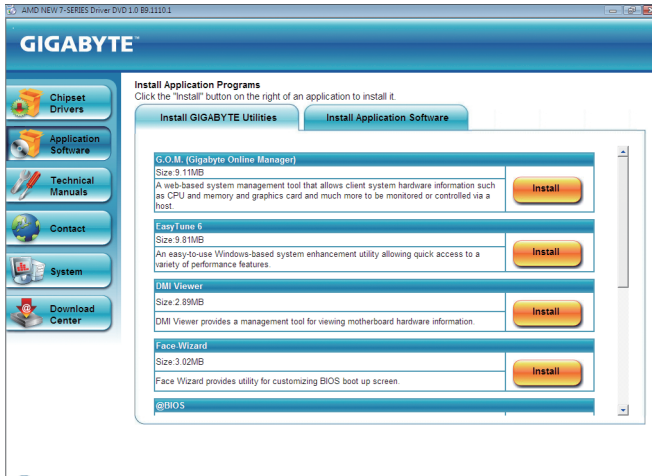 AMD NEW 7-SERIES Driver DVD 1.0 B9.1110.1
GIGABYTE™
Chipset
Drivers
Application
Software
Technical
Manuals
Contact
System
Download
Center
Install Application Programs
Click the "Install" button on the right of an application to install it.
Install GIGABYTE Utilities
Install Application Software
G.O.M. (Gigabyte Online Manager)
Size:9.11MB
A web-based system management tool that allows client system hardware information such
as CPU and memory and graphics card and much more to be monitored or controlled via a
host.
Install
EasyTune 6
Size:9.81MB
An easy-to-use Windows-based system enhancement utility allowing quick access to a
variety of performance features.
Install
DMI Viewer
Size:2.89MB
DMI Viewer provides a management tool for viewing motherboard hardware information.
Install
Face-Wizard
Size:3.02MB
Face Wizard provides utility for customizing BIOS boot up screen.
Install
@BIOS